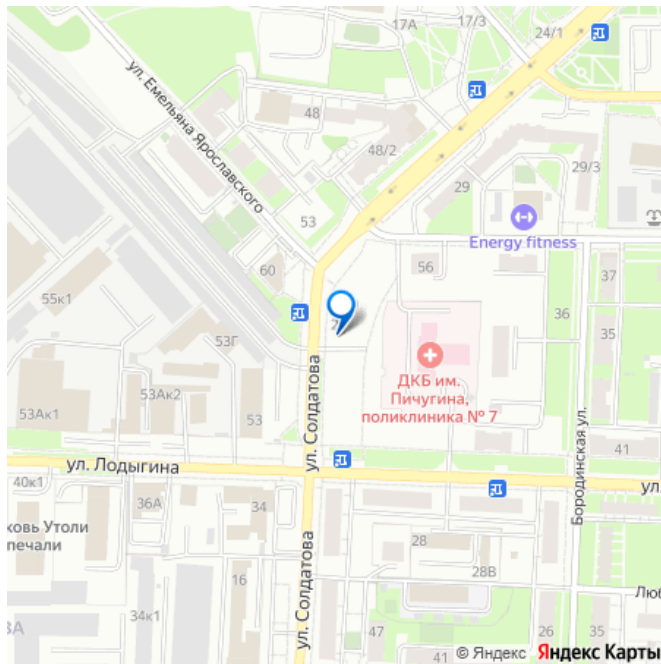 17А
17/3
24/1
ул. Емельяна Ярославского
48
48/2
29
29/3
53
Energy fitness
60
56
37
55к1
36
35
53Г
ДКБ им.
Пичугина,
поликлиника № 7
53Ак2
53Ак1
53
ул. Солдатова
41
ул. Лодыгина
ул.
Бородинская ул.
40к1
36А
34
ковь Утоли
печали
28
ул. Солдатова
16
28В
Люб
34к1
47
41
26
35
© Яндекс Яндекс Карты